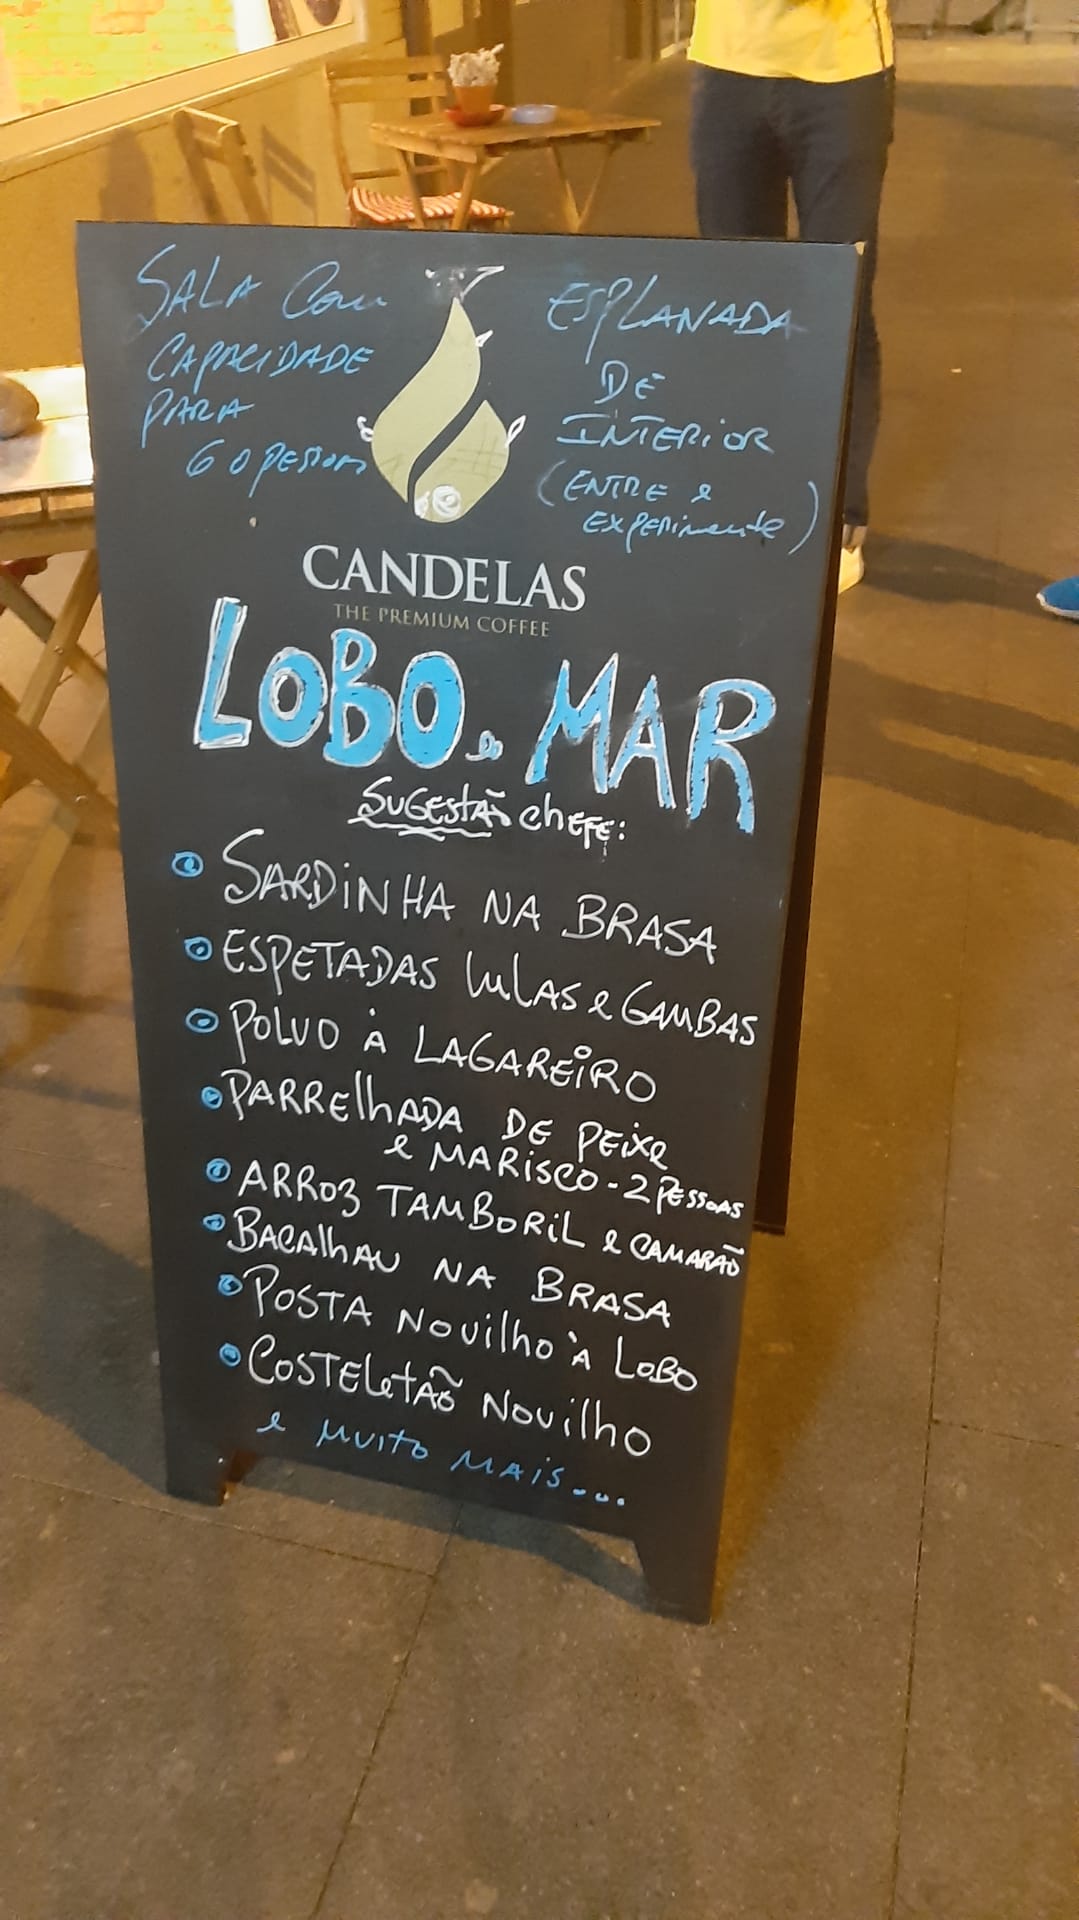 SALA Com
CAPACIDADE
PARA
60 pessoas
ESPLANADA
DE
INTERiOR
(ENTRE e
EXPERimente)
CANDELAS
THE PREMIUM COFFEE
LOBO do MAR
SUGEStão chEFE:
SARDiNHA NA BRASA
ESPETADAS lulAS e GAMBAS
POLVO À LAGAREiRO
PARRElhADA DE PEiXe
e MARiSCO - 2 PESSOAS
ARROz TAMBORiL e CAMARÃO
BACAlhAU NA BRASA
POSTA NOVilho À LOBO
COSTELetÃO NOVilho
e MUiTO MAiS...